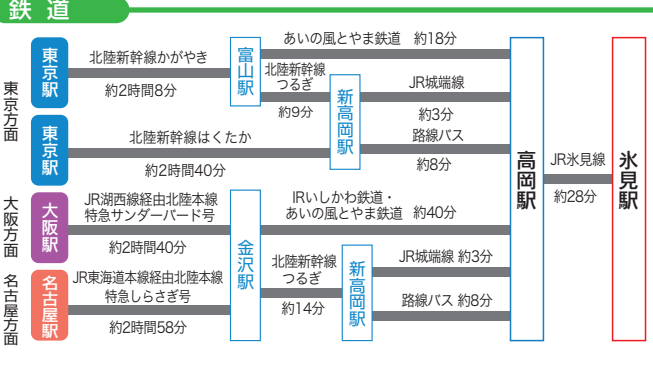 鉄道
東京方面
東京駅
北陸新幹線かがやき
約2時間8分
富山駅
あいの風とやま鉄道 約18分
北陸新幹線
つるぎ
約9分
新高岡駅
JR城端線
約3分
路線バス
約8分
東京駅
北陸新幹線はくたか
約2時間40分
高岡駅
JR氷見線
約28分
氷見駅
大阪方面
大阪駅
JR湖西線経由北陸本線
特急サンダーバード号
約2時間40分
金沢駅
IRいしかわ鉄道・
あいの風とやま鉄道 約40分
北陸新幹線
つるぎ
約14分
新高岡駅
JR城端線 約3分
路線バス 約8分
名古屋方面
名古屋駅
JR東海道本線経由北陸本線
特急しらさぎ号
約2時間58分